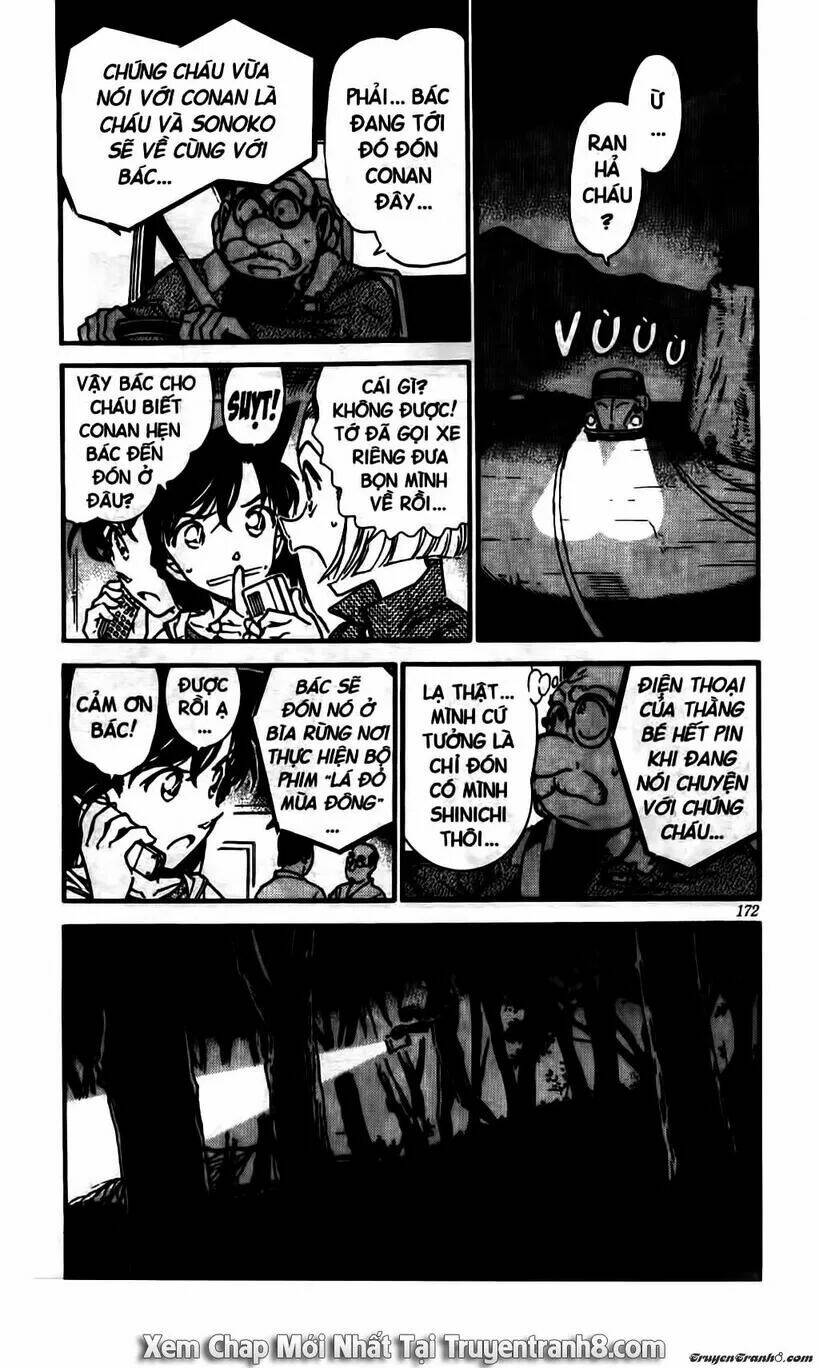 Ừ
...
RAN
HẢ
CHÁU
?
VÙÙÙ
PHẢI... BÁC
ĐANG TỚI
ĐÓ ĐÓN
CONAN
ĐÂY...
CHỨNG CHÁU VỪA
NÓI VỚI CONAN LÀ
CHÁU VÀ SONOKO
SẼ VỀ CÙNG VỚI
BÁC...
CÁI GÌ?
KHÔNG ĐƯỢC!
TỚ ĐÃ GỌI XE
RIÊNG ĐƯA
BỌN MÌNH
VỀ RỒI...
SUỴT!
VẬY BÁC CHO
CHÁU BIẾT
CONAN HẸN
BÁC ĐẾN
ĐÓN Ở
ĐÂU?
ĐIỆN THOẠI
CỦA THẰNG
BÉ HẾT PIN
KHI ĐANG
NÓI CHUYỆN
VỚI CHỨNG
CHÁU...
LẠ THẬT...
MÌNH CỨ
TƯỞNG LÀ
CHỈ ĐÓN
CÓ MÌNH
SHINICHI
THÔI...
BÁC SẼ
ĐÓN NÓ Ở
BÌA RỪNG NƠI
THỰC HIỆN BỘ
PHIM “LÁ ĐỎ
MÙA ĐÔNG”
...
ĐƯỢC
RỒI Ạ
...
CẢM ƠN
BÁC!
172
Xem Chap Mới Nhất Tại Truyentranh8.com
TruyenTranh8.com